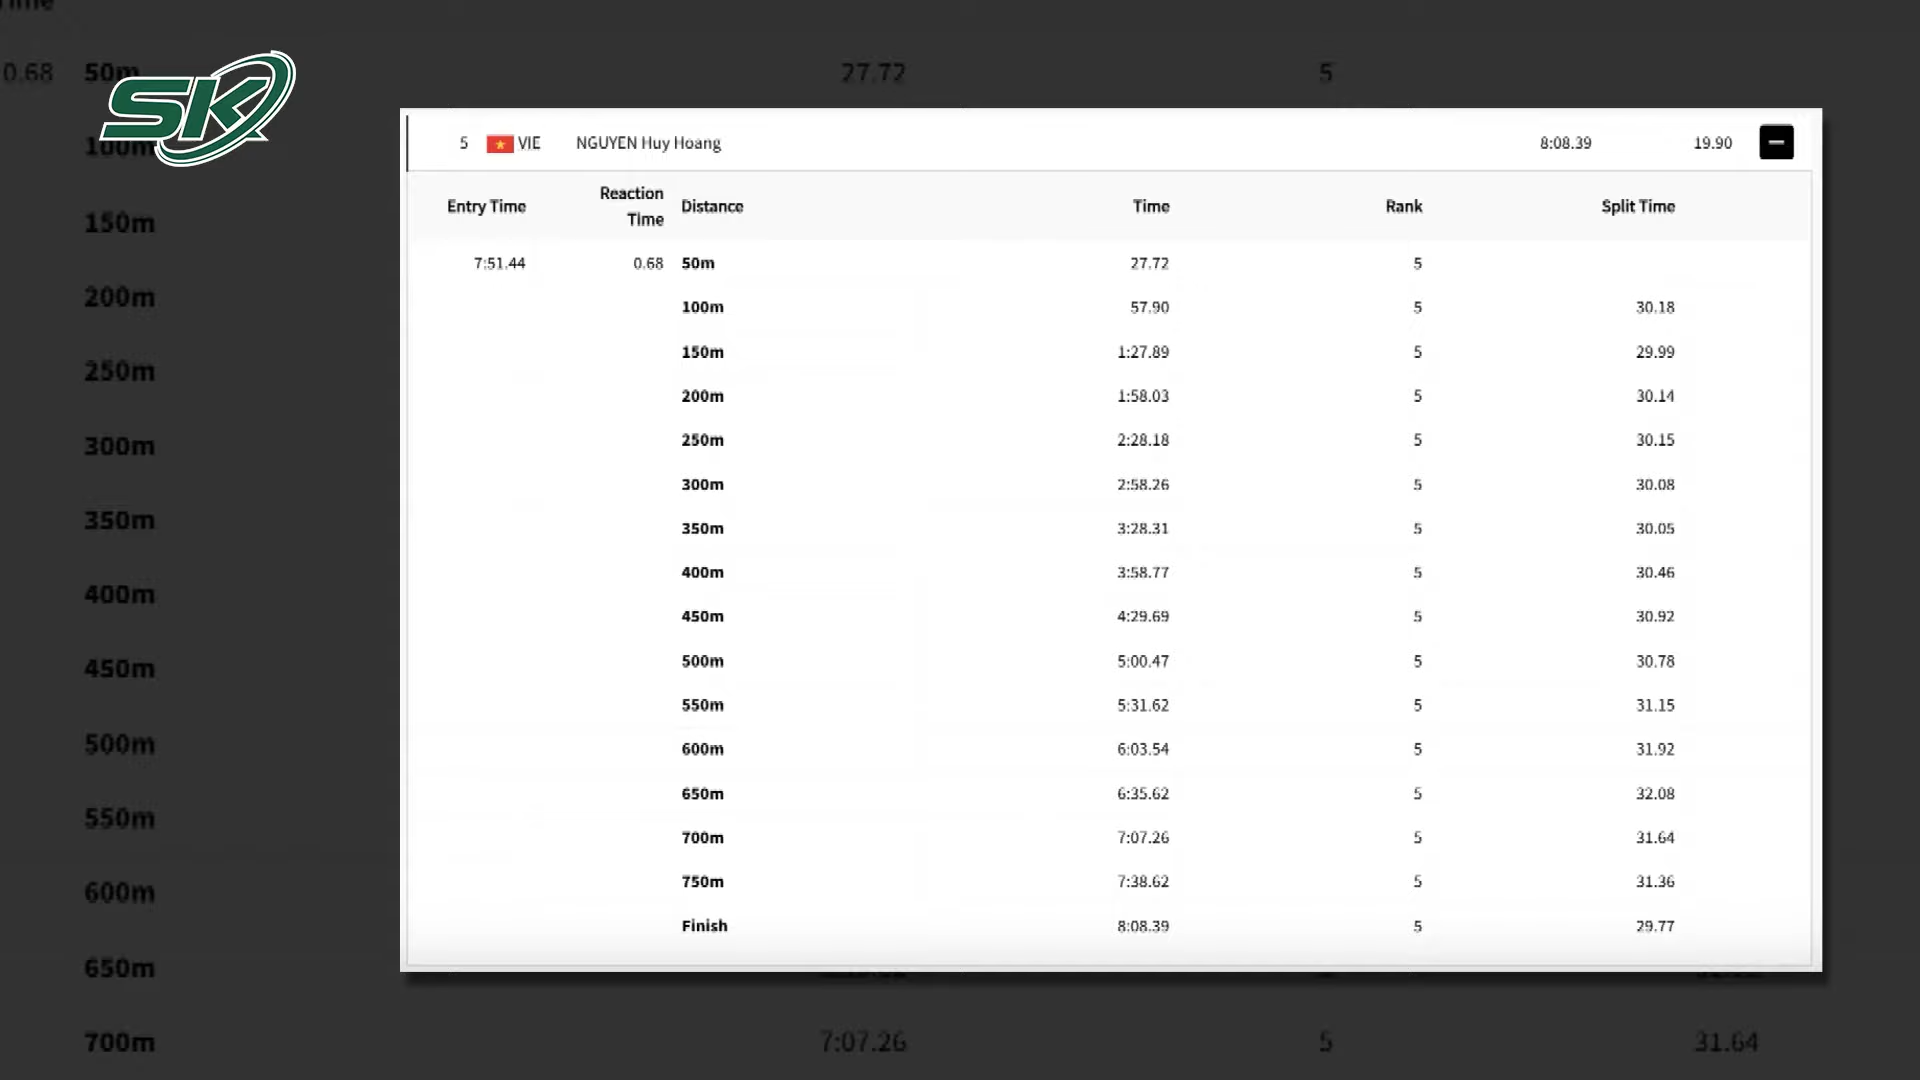 0.68 50m 27.72 5
SK
100m
150m
200m
250m
300m
350m
400m
450m
500m
550m
600m
650m
700m 7:07.26 5 31.64
5 VIE NGUYEN Huy Hoang 8:08.39 19.90
Entry Time Reaction Time Distance Time Rank Split Time
7:51.44 0.68 50m 27.72 5
100m 57.90 5 30.18
150m 1:27.89 5 29.99
200m 1:58.03 5 30.14
250m 2:28.18 5 30.15
300m 2:58.26 5 30.08
350m 3:28.31 5 30.05
400m 3:58.77 5 30.46
450m 4:29.69 5 30.92
500m 5:00.47 5 30.78
550m 5:31.62 5 31.15
600m 6:03.54 5 31.92
650m 6:35.62 5 32.08
700m 7:07.26 5 31.64
750m 7:38.62 5 31.36
Finish 8:08.39 5 29.77